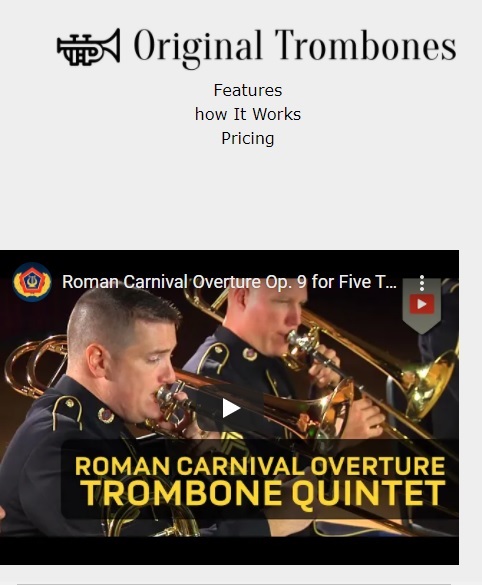 Original Trombones
Features
how It Works
Pricing
Roman Carnival Overture Op. 9 for Five T...
ROMAN CARNIVAL OVERTURE
TROMBONE QUINTET